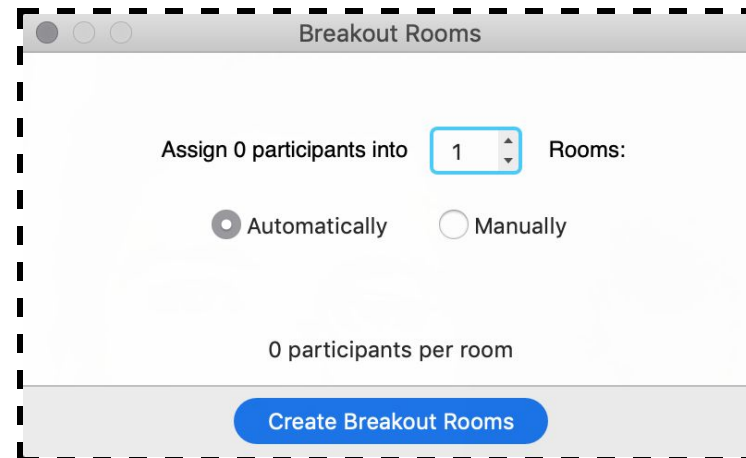 Breakout Rooms
Assign 0 participants into 1 Rooms:
Automatically Manually
0 participants per room
Create Breakout Rooms